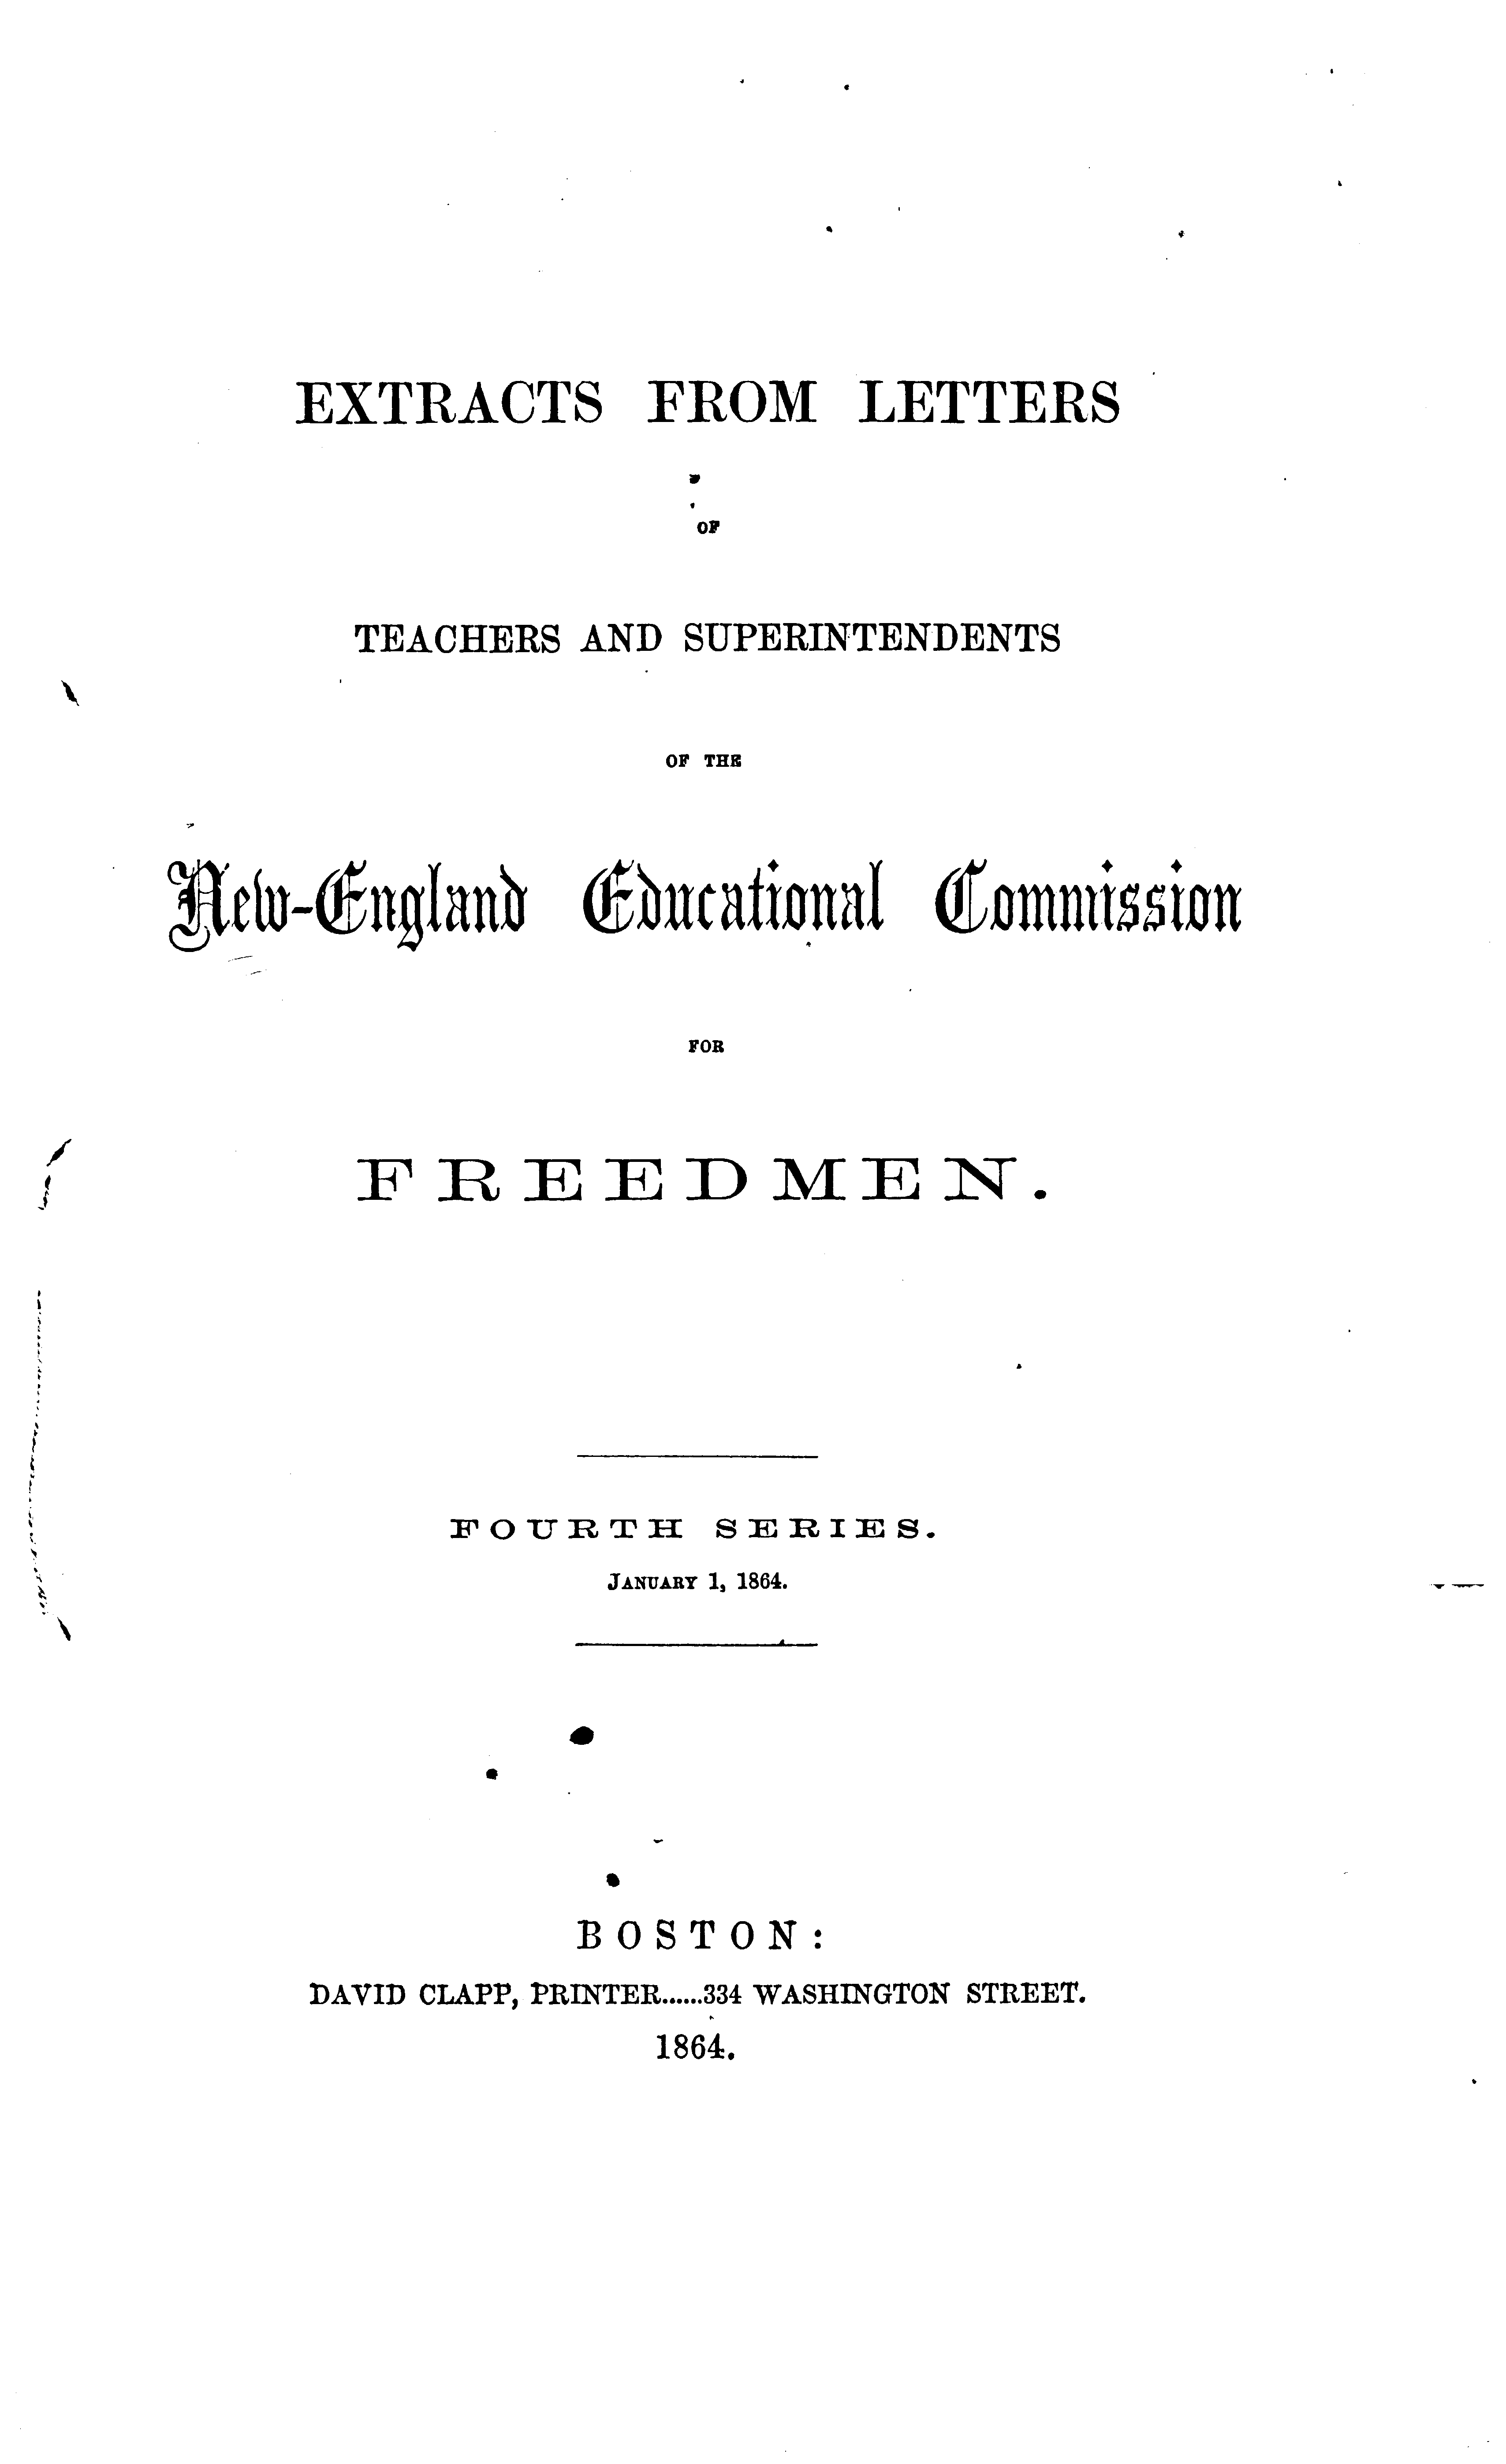 EXTRACTS FROM LETTERS
OF
TEACHERS AND SUPERINTENDENTS
OF THE
New-England Educational Commission
FOR
FREEDMEN.
FOURTH SERIES.
JANUARY 1, 1864.
BOSTON:
DAVID CLAPP, PRINTER......334 WASHINGTON STREET.
1864.